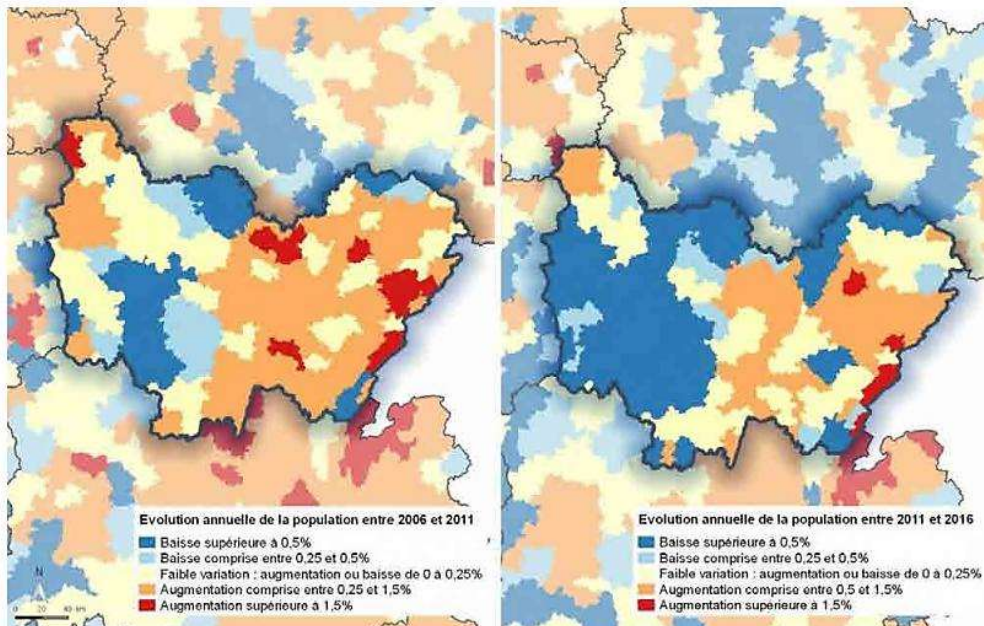 Evolution annuelle de la population entre 2006 et 2011
Baisse supérieure à 0,5%
Baisse comprise entre 0,25 et 0,5%
Faible variation : augmentation ou baisse de 0 à 0,25%
Augmentation comprise entre 0,25 et 1,5%
Augmentation supérieure à 1,5%
N
0 20 40 km
Evolution annuelle de la population entre 2011 et 2016
Baisse supérieure à 0,5%
Baisse comprise entre 0,25 et 0,5%
Faible variation : augmentation ou baisse de 0 à 0,25%
Augmentation comprise entre 0,5 et 1,5%
Augmentation supérieure à 1,5%